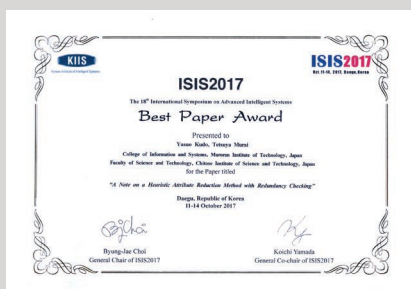 KIIS
ISIS2017
Oct. 11-14, 2017, Daegu, Korea
ISIS2017
The 18th International Symposium on Advanced Intelligent Systems
Best Paper Award
Presented to
Yasuo Kudo, Tetsuya Murai
College of Information and Systems, Muroran Institute of Technology, Japan
Faculty of Science and Technology, Chitose Institute of Science and Technology, Japan
for the Paper titled
"A Note on a Heuristic Attribute Reduction Method with Redundancy Checking"
Daegu, Republic of Korea
11-14 October 2017
Byung-Jae Choi
General Chair of ISIS2017
Koichi Yamada
General Co-chair of ISIS2017